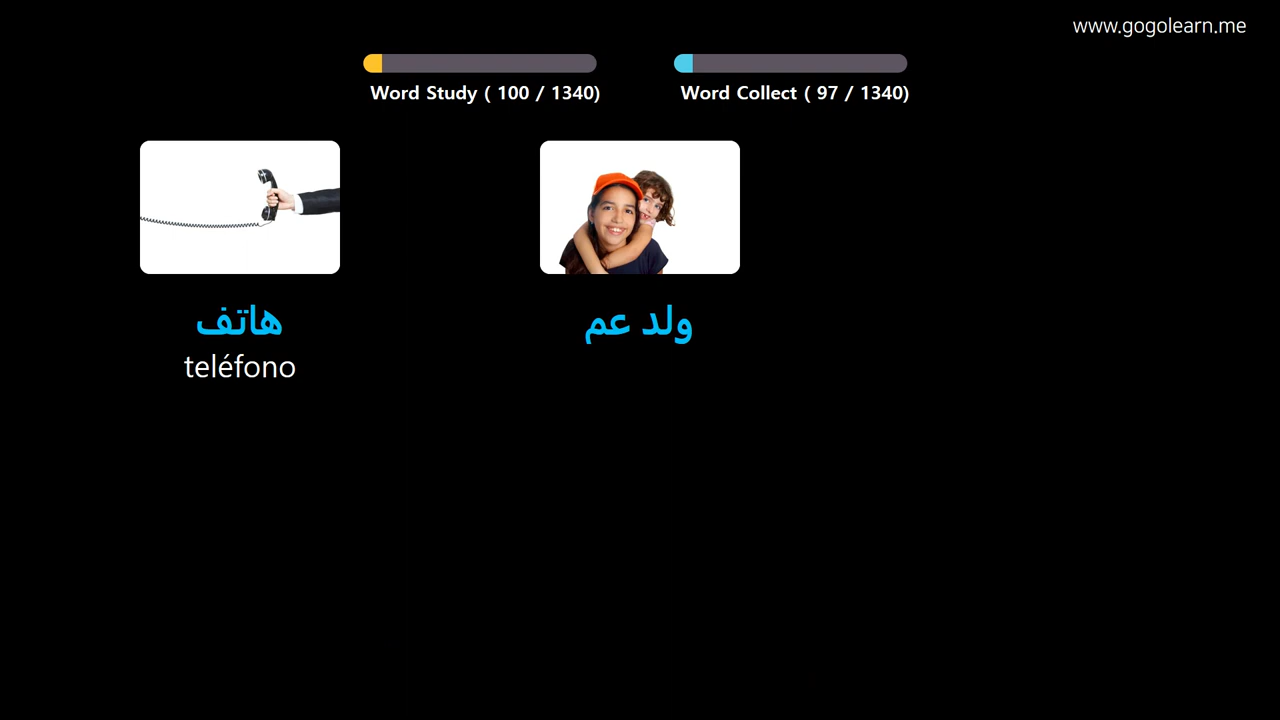 www.gogolearn.me
Word Study ( 100 / 1340)
Word Collect ( 97 / 1340)
هاتف
teléfono
ولد عم